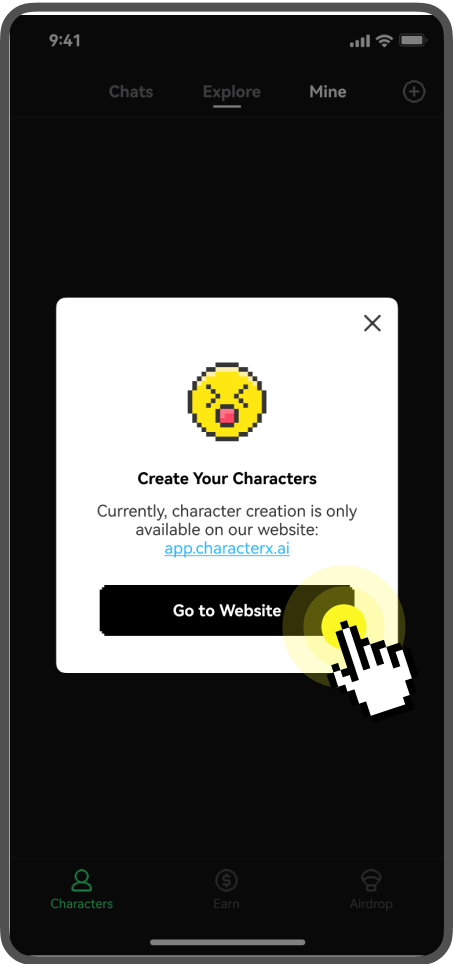 9:41
Chats Explore Mine
Create Your Characters
Currently, character creation is only
available on our website:
app.characterx.ai
Go to Website
Characters Earn Airdrop